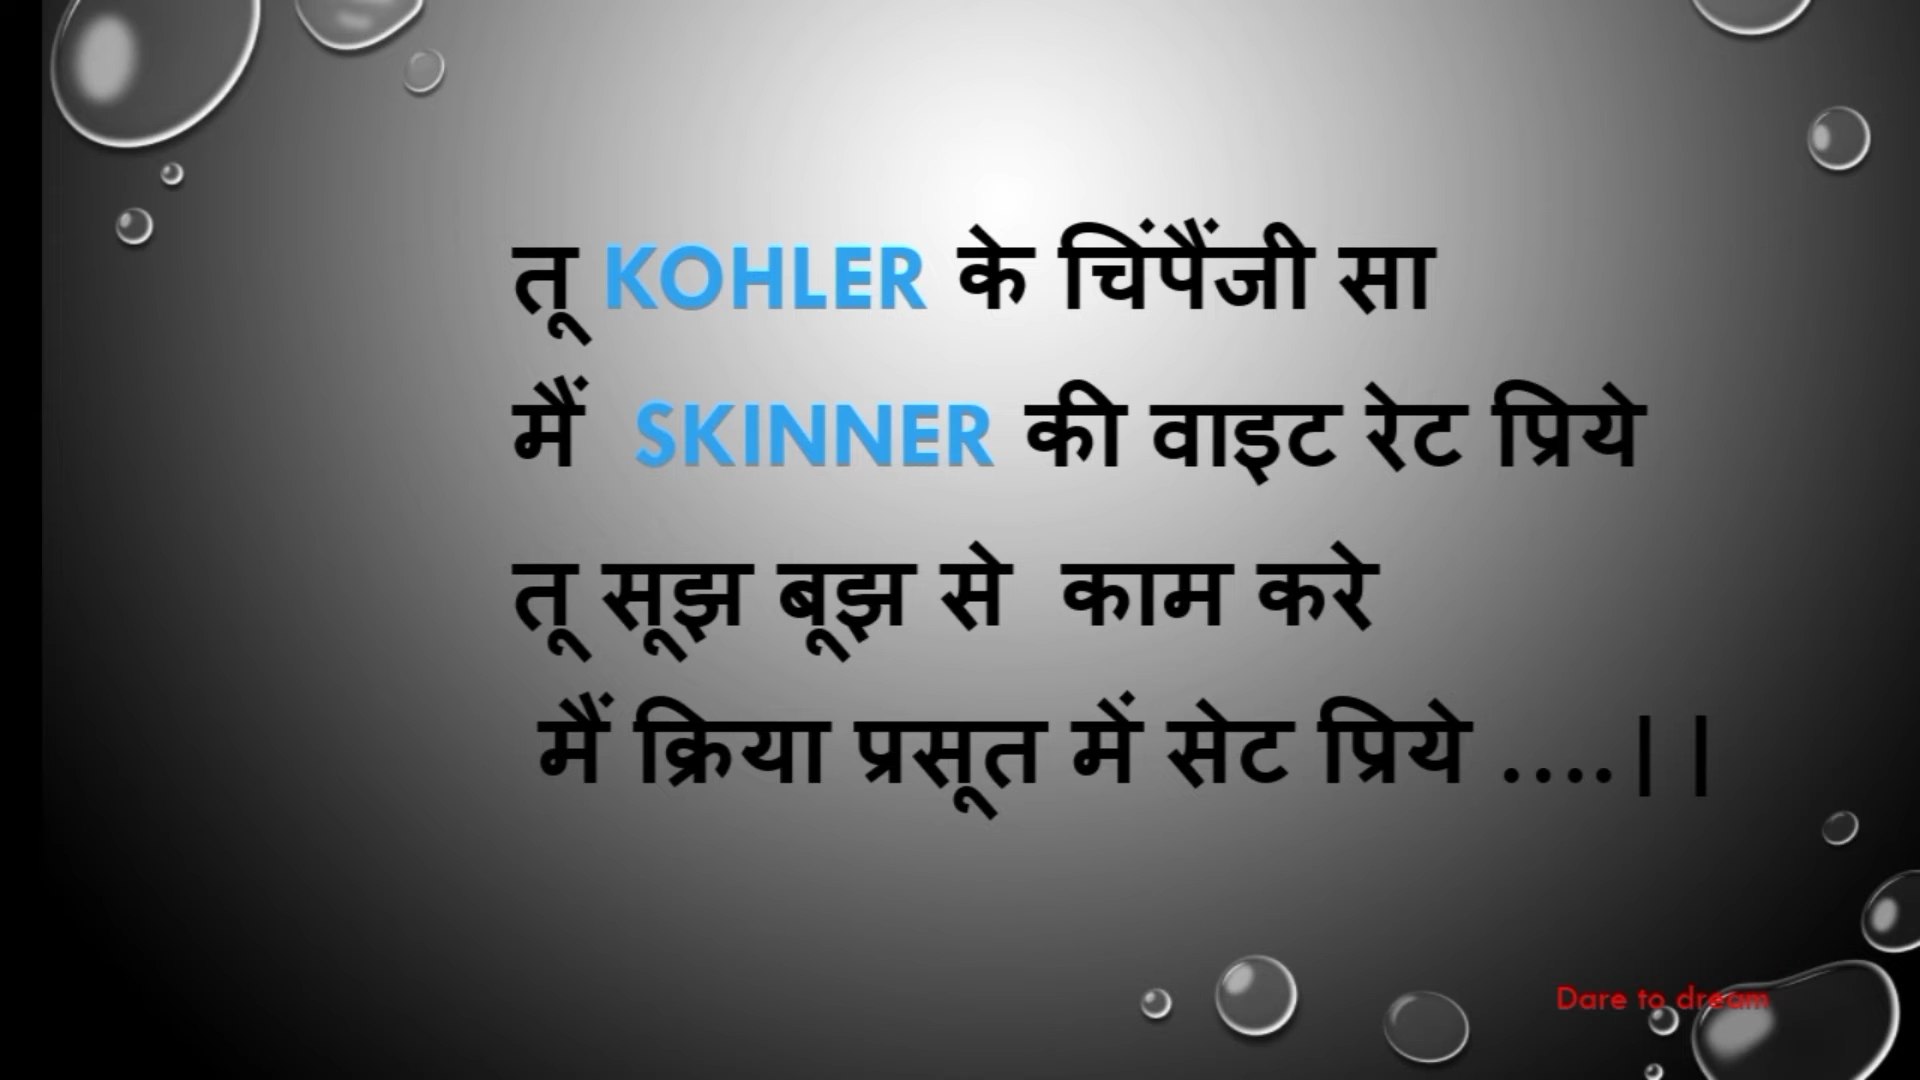 तू KOHLER के चिंपैंजी सा
मैं SKINNER की वाइट रेट प्रिये
तू सूझ बूझ से काम करे
मैं क्रिया प्रसूत में सेट प्रिये ....||
Dare to dream